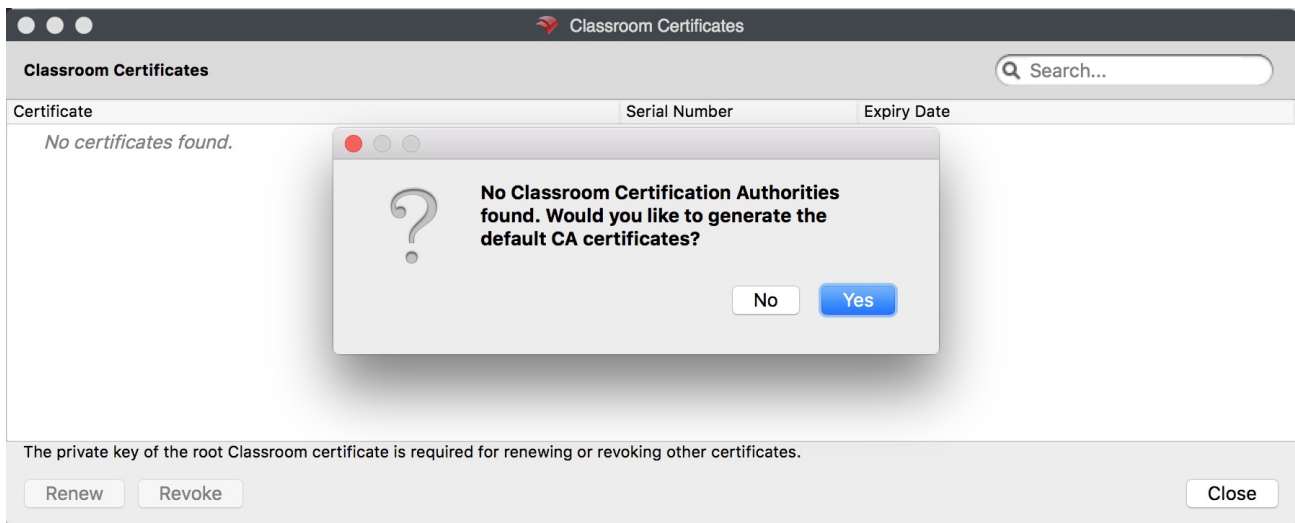 Classroom Certificates
Classroom Certificates
Search...
Certificate Serial Number Expiry Date
No certificates found.
No Classroom Certification Authorities
found. Would you like to generate the
default CA certificates?
No Yes
The private key of the root Classroom certificate is required for renewing or revoking other certificates.
Renew Revoke Close